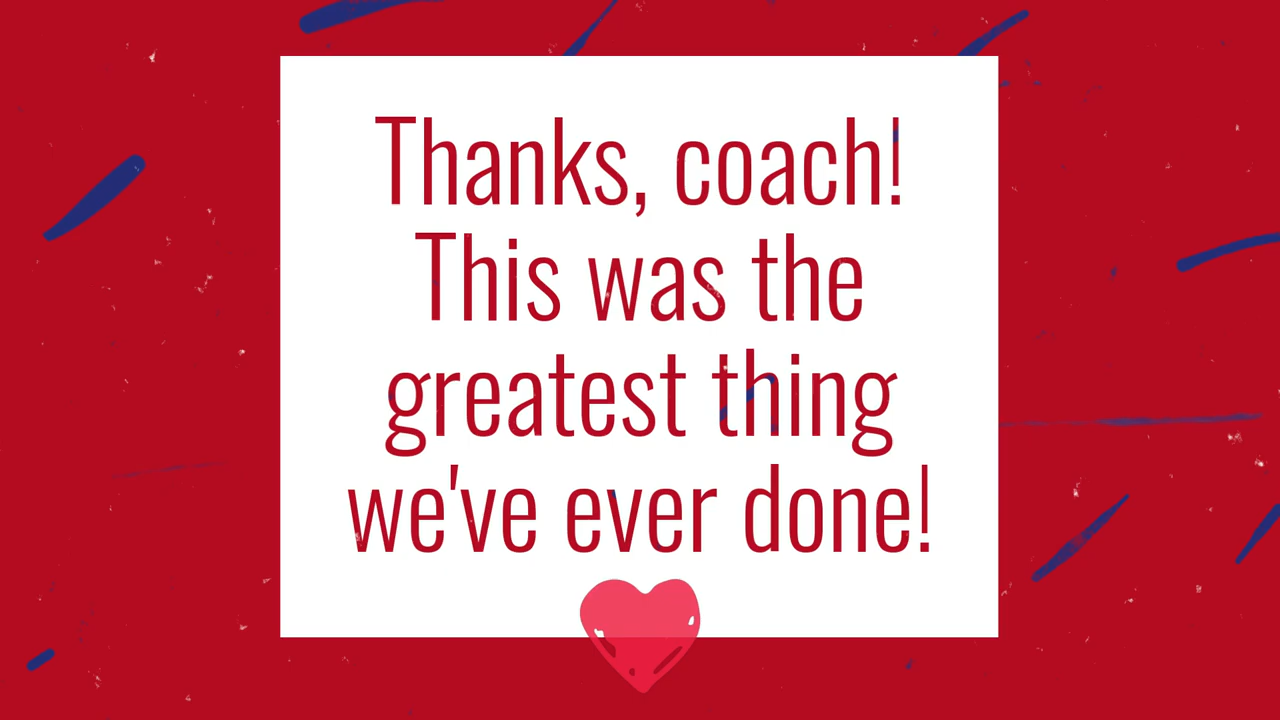 Thanks, coach!
This was the
greatest thing
we've ever done!